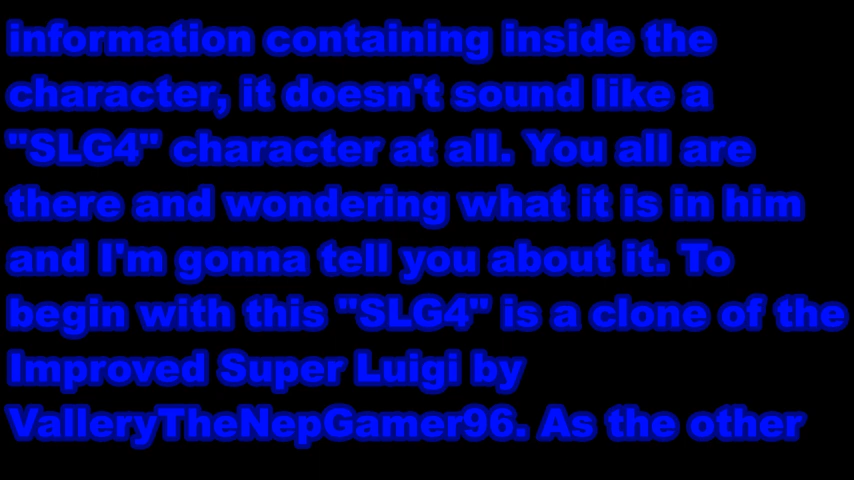 information containing inside the
character, it doesn't sound like a
"SLG4" character at all. You all are
there and wondering what it is in him
and I'm gonna tell you about it. To
begin with this "SLG4" is a clone of the
Improved Super Luigi by
ValleryTheNepGamer96. As the other